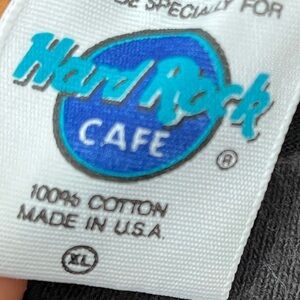 SPECIALLY FOR
Hard Rock
CAFE
®
100% COTTON
MADE IN U.S.A.
XL